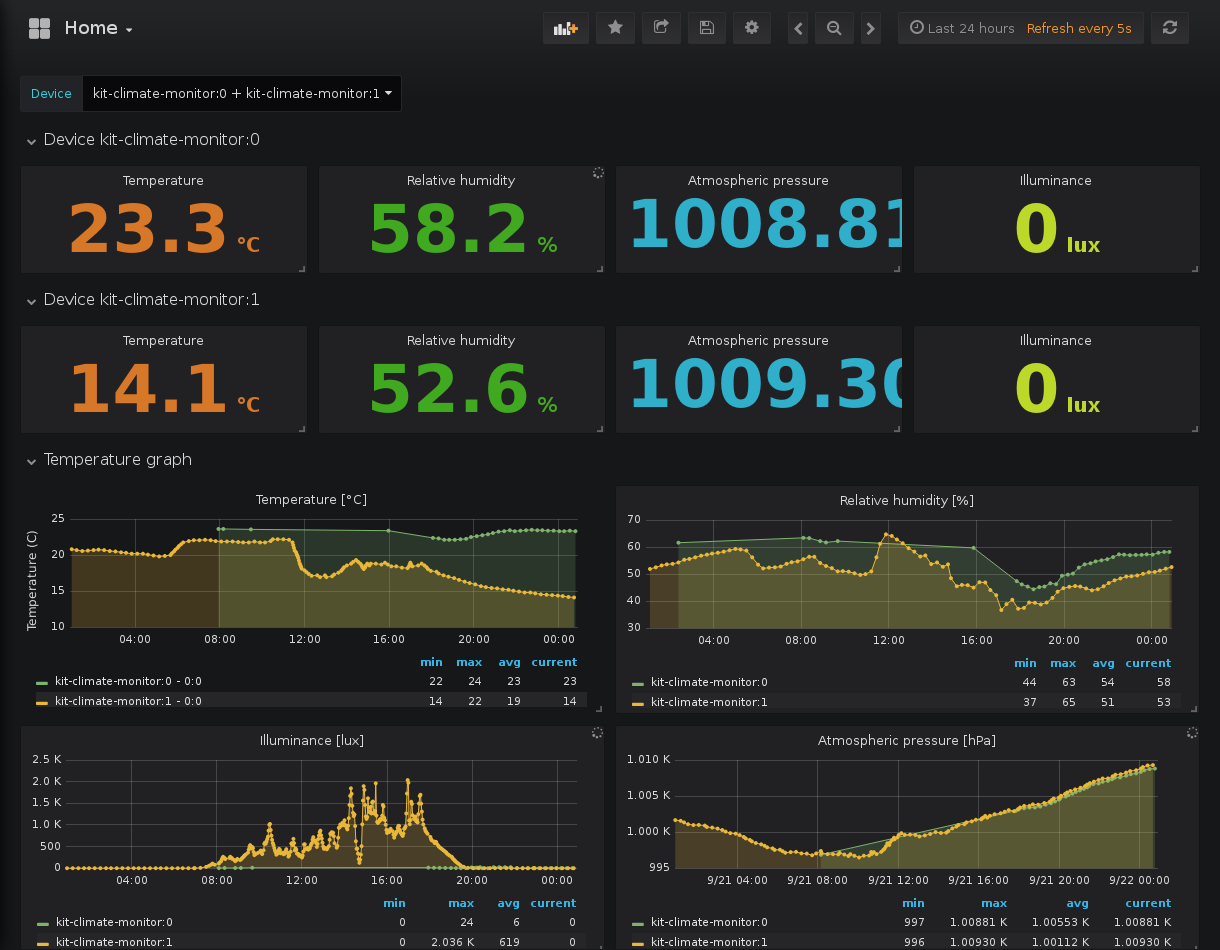 Home
Last 24 hours Refresh every 5s
Device kit-climate-monitor:0 + kit-climate-monitor:1
Device kit-climate-monitor:0
Temperature Relative humidity Atmospheric pressure Illuminance
23.3 °C 58.2 % 1008.81 0 lux
Device kit-climate-monitor:1
Temperature Relative humidity Atmospheric pressure Illuminance
14.1 °C 52.6 % 1009.30 0 lux
Temperature graph
Temperature [°C]
Temperature (C)
25
20
15
10
04:00 08:00 12:00 16:00 20:00 00:00
min max avg current
kit-climate-monitor:0 - 0:0 22 24 23 23
kit-climate-monitor:1 - 0:0 14 22 19 14
Relative humidity [%]
70
60
50
40
30
04:00 08:00 12:00 16:00 20:00 00:00
min max avg current
kit-climate-monitor:0 44 63 54 58
kit-climate-monitor:1 37 65 51 53
Illuminance [lux]
2.5 K
2.0 K
1.5 K
1.0 K
500
0
04:00 08:00 12:00 16:00 20:00 00:00
min max avg current
kit-climate-monitor:0 0 24 6 0
kit-climate-monitor:1 0 2.036 K 619 0
Atmospheric pressure [hPa]
1.010 K
1.005 K
1.000 K
995
9/21 04:00 9/21 08:00 9/21 12:00 9/21 16:00 9/21 20:00 9/22 00:00
min max avg current
kit-climate-monitor:0 997 1.00881 K 1.00553 K 1.00881 K
kit-climate-monitor:1 996 1.00930 K 1.00112 K 1.00930 K